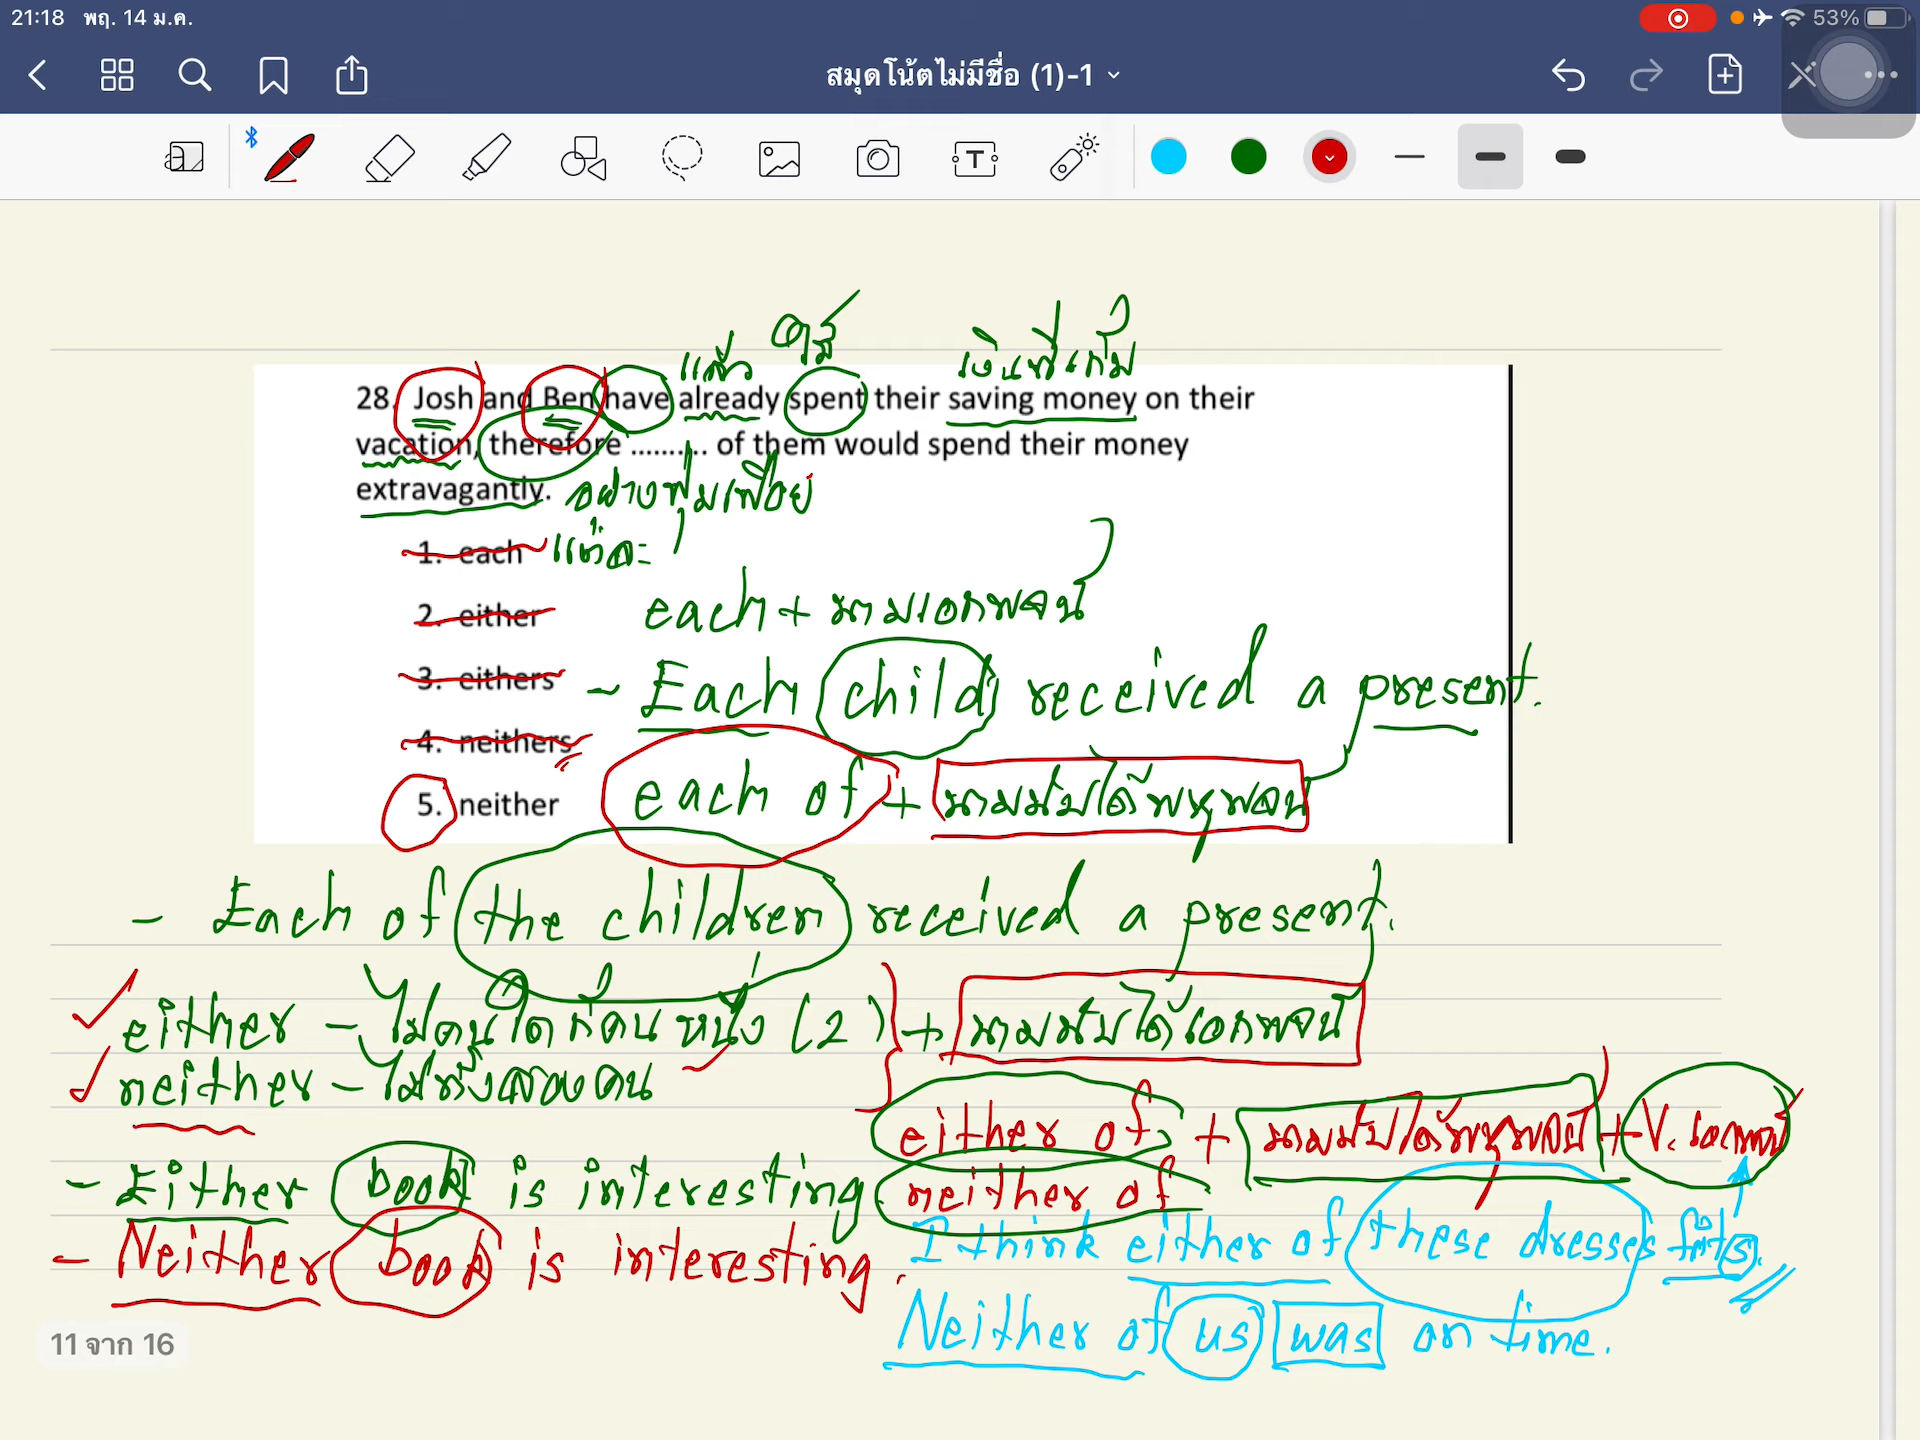 21:18 พฤ. 14 ม.ค.
53%
สมุดโน้ตไม่มีชื่อ (1)-1
แล้ว ใช้ เงินที่เก็บ
28. Josh and Ben have already spent their saving money on their
vacation, therefore .......... of them would spend their money
extravagantly. อย่างฟุ่มเฟือย
1. each แต่ละ
2. either each + นามเอกพจน์
3. eithers - Each child received a present.
4. neithers
5. neither each of + นามนับได้พหูพจน์
- Each of the children received a present.
either - ไม่คนใดก็คนหนึ่ง (2) + นามนับได้เอกพจน์
neither - ไม่ทั้งสองคน
either of + นามนับได้พหูพจน์ + V. เอกพจน์
neither of
- Either book is interesting.
- Neither book is interesting.
I think either of these dresses fits.
Neither of us was on time.
11 จาก 16